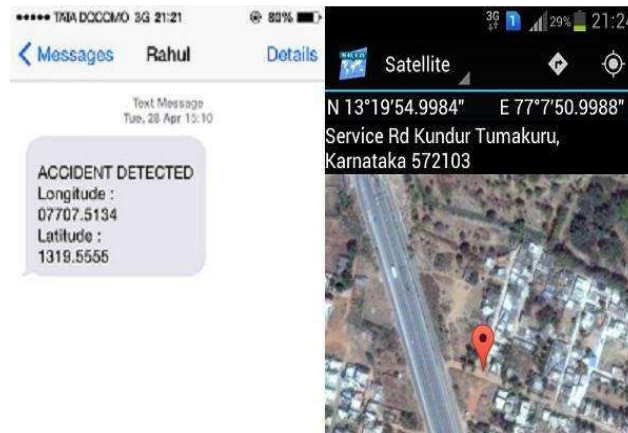 TATA DOCOMO 3G 21:21 80%
Messages Rahul Details
Text Message
Tue, 28 Apr 15:10
ACCIDENT DETECTED
Longitude :
07707.5134
Latitude :
1319.5555
3G 1 29% 21:24
Satellite
N 13°19'54.9984" E 77°7'50.9988"
Service Rd Kundur Tumakuru,
Karnataka 572103